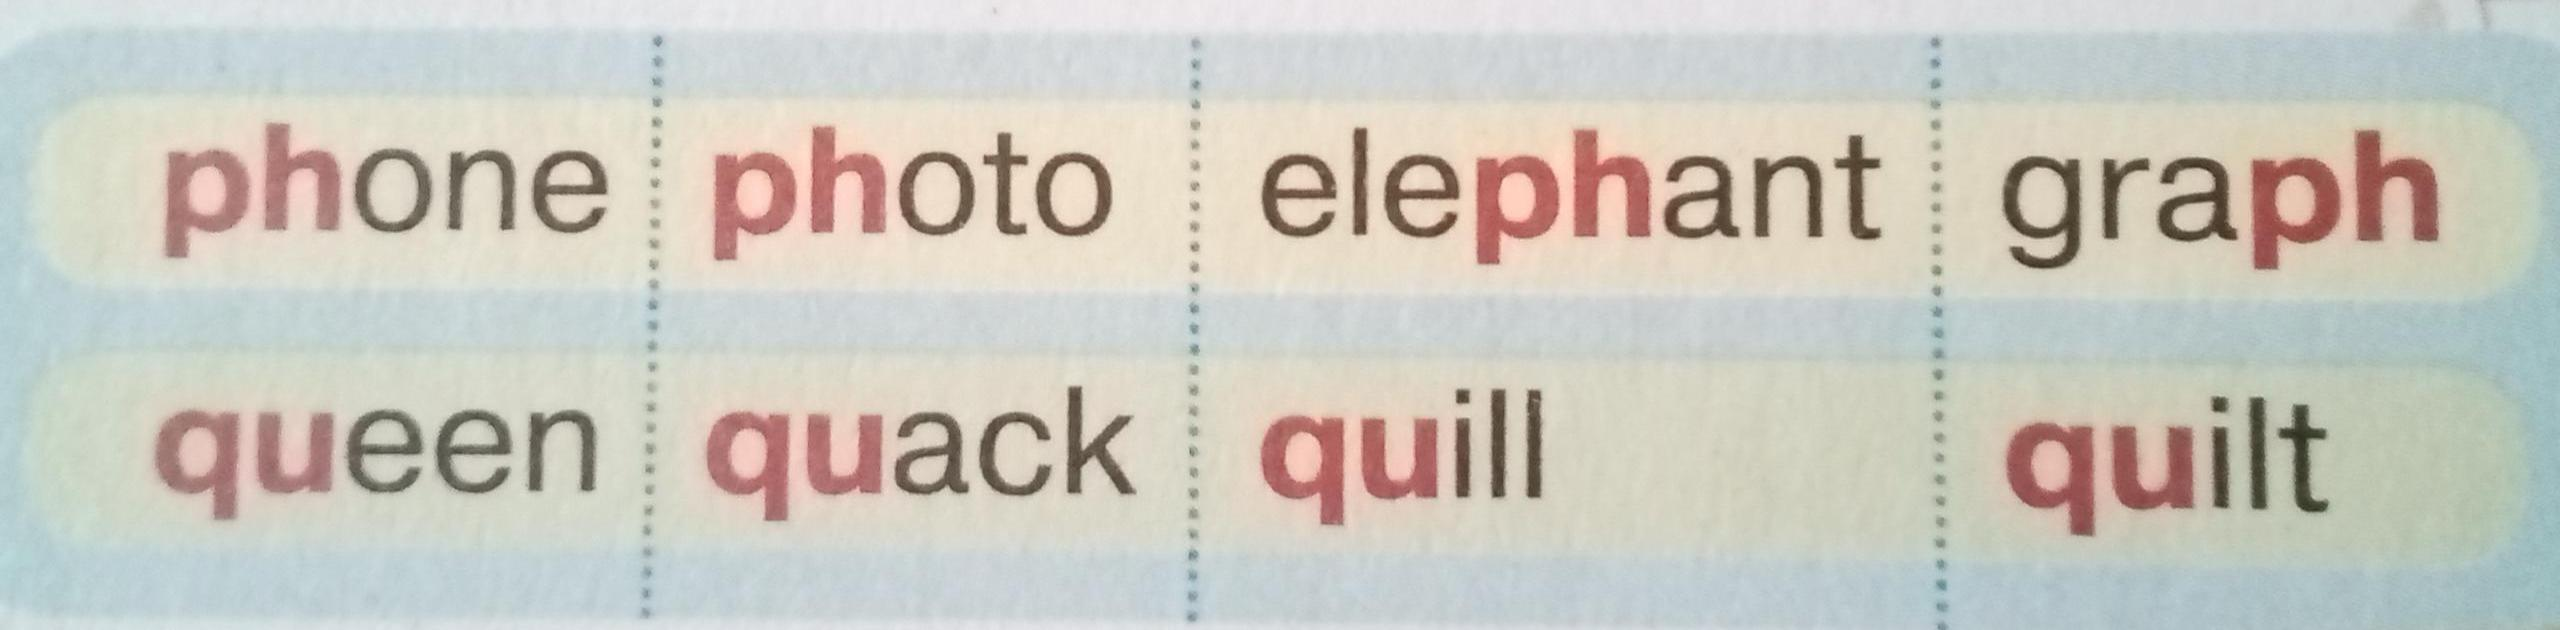 phone photo elephant graph
queen quack quill quilt